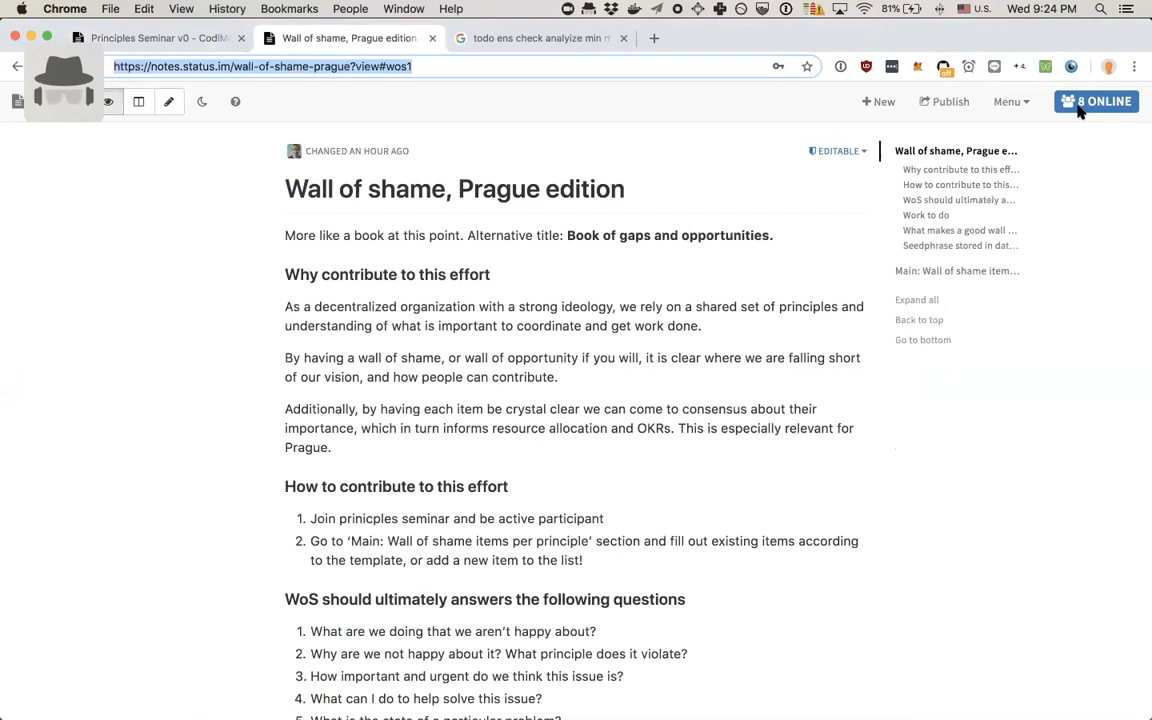 Chrome File Edit View History Bookmarks People Window Help 81% U.S. Wed 9:24 PM
Principles Seminar v0 - CodiM
Wall of shame, Prague edition
todo ens check analyize min m
https://notes.status.im/wall-of-shame-prague?view#wos1
off
+ New Publish Menu 8 ONLINE
CHANGED AN HOUR AGO
EDITABLE
Wall of shame, Prague edition
More like a book at this point. Alternative title: Book of gaps and opportunities.
Why contribute to this effort
As a decentralized organization with a strong ideology, we rely on a shared set of principles and
understanding of what is important to coordinate and get work done.
By having a wall of shame, or wall of opportunity if you will, it is clear where we are falling short
of our vision, and how people can contribute.
Additionally, by having each item be crystal clear we can come to consensus about their
importance, which in turn informs resource allocation and OKRs. This is especially relevant for
Prague.
How to contribute to this effort
1. Join prinicples seminar and be active participant
2. Go to ‘Main: Wall of shame items per principle’ section and fill out existing items according
to the template, or add a new item to the list!
WoS should ultimately answers the following questions
1. What are we doing that we aren’t happy about?
2. Why are we not happy about it? What principle does it violate?
3. How important and urgent do we think this issue is?
4. What can I do to help solve this issue?
5. What is the state of a particular problem?
Wall of shame, Prague e...
Why contribute to this eff...
How to contribute to this...
WoS should ultimately a...
Work to do
What makes a good wall ...
Seedphrase stored in dat...
Main: Wall of shame item...
Expand all
Back to top
Go to bottom